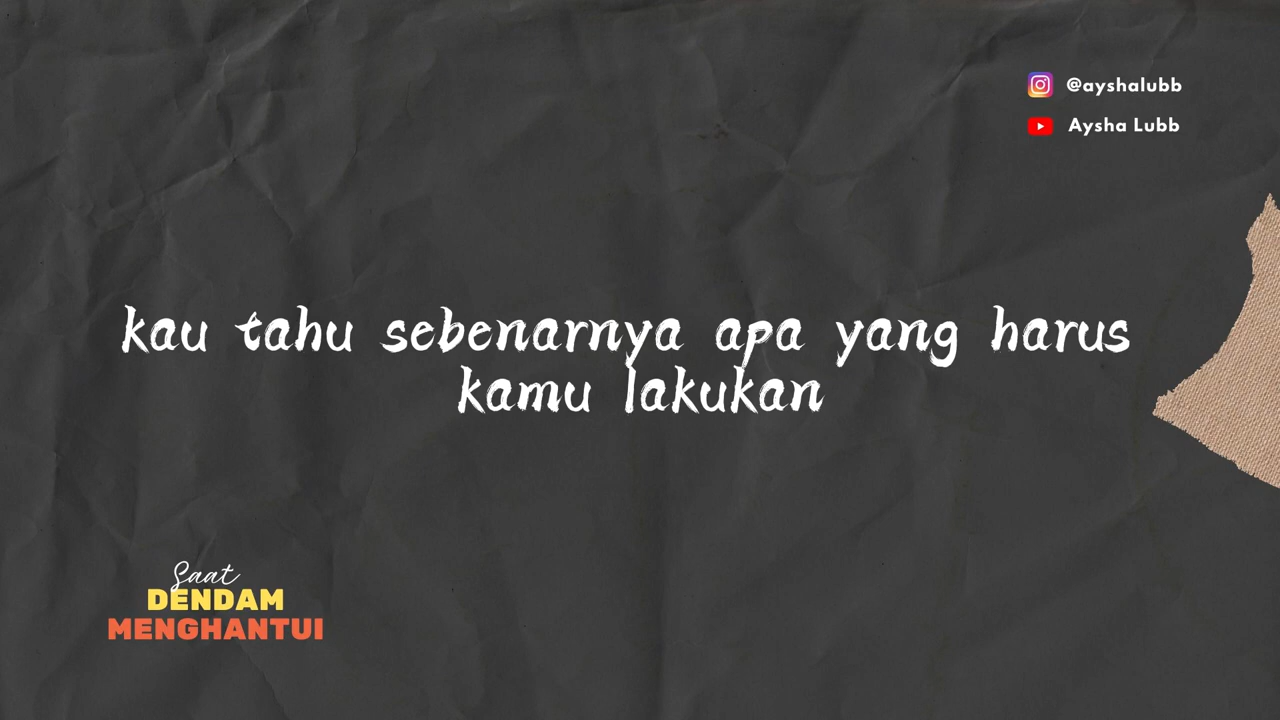 @ayshalubb
Aysha Lubb
kau tahu sebenarnya apa yang harus
kamu lakukan
Saat
DENDAM
MENGHANTUI